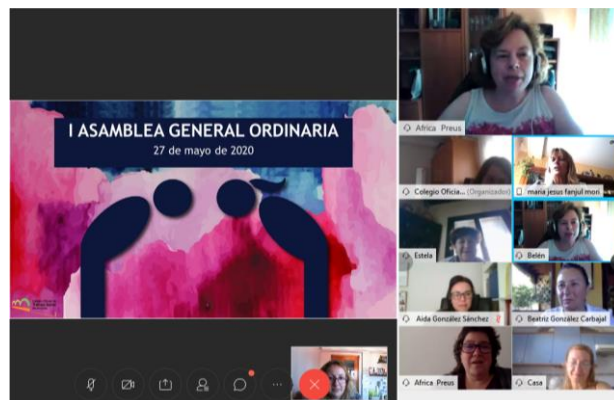 I ASAMBLEA GENERAL ORDINARIA
27 de mayo de 2020
Africa Preus
Colegio Oficia... (Organizador)
maria jesus fanjul mori
Estela
Belén
Aida González Sánchez
Beatriz González Carbajal
Africa Preus
Casa